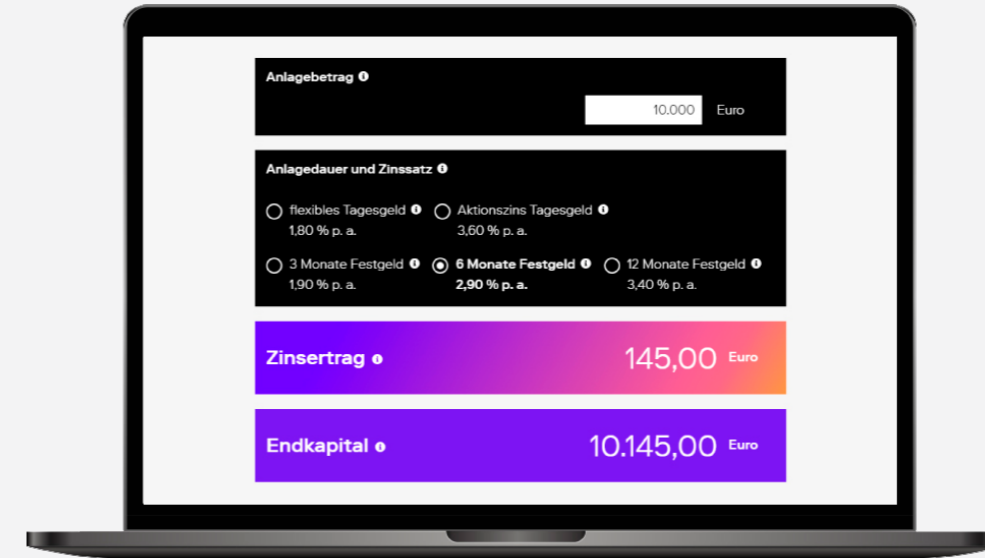 Anlagebetrag
10.000 Euro
Anlagedauer und Zinssatz
flexibles Tagesgeld Aktionszins Tagesgeld
1,80 % p. a. 3,60 % p. a.
3 Monate Festgeld 6 Monate Festgeld 12 Monate Festgeld
1,90 % p. a. 2,90 % p. a. 3,40 % p. a.
Zinsertrag 145,00 Euro
Endkapital 10.145,00 Euro